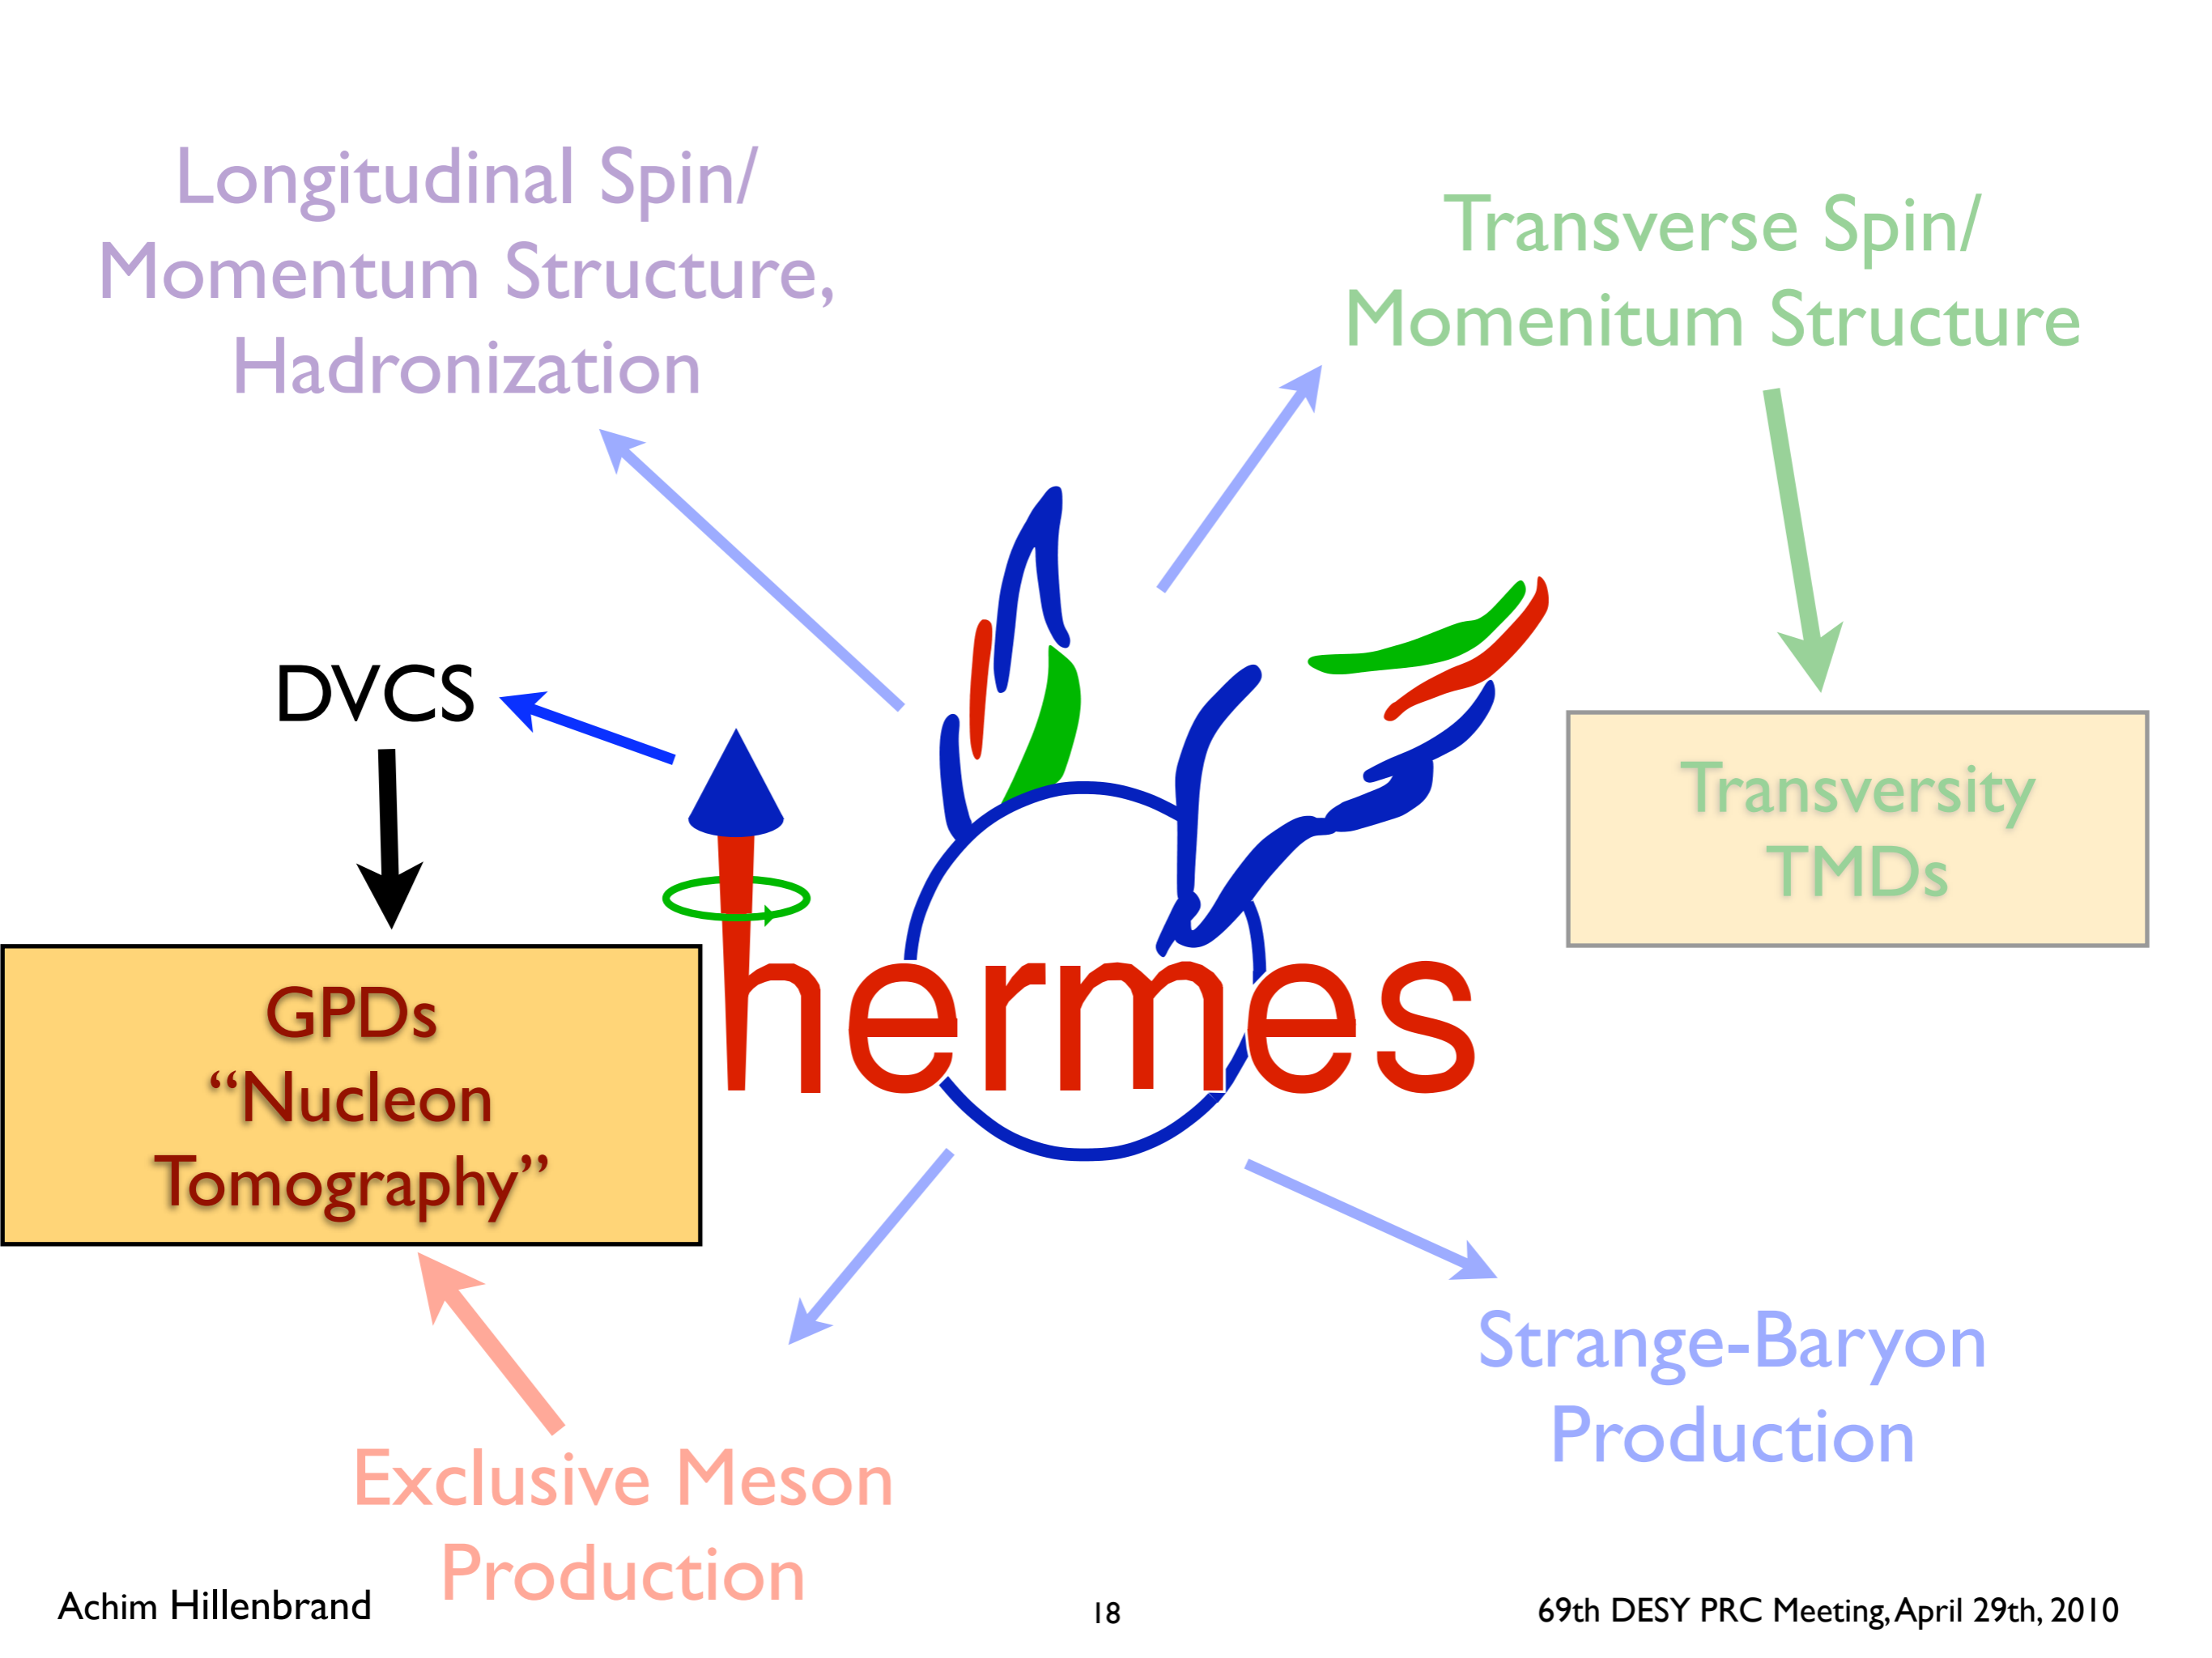 Longitudinal Spin/
Momentum Structure,
Hadronization
Transverse Spin/
Momenitum Structure
DVCS
Transversity
TMDs
hermes
GPDs
“Nucleon
Tomography”
Strange-Baryon
Production
Exclusive Meson
Production
Achim Hillenbrand
18
69th DESY PRC Meeting, April 29th, 2010